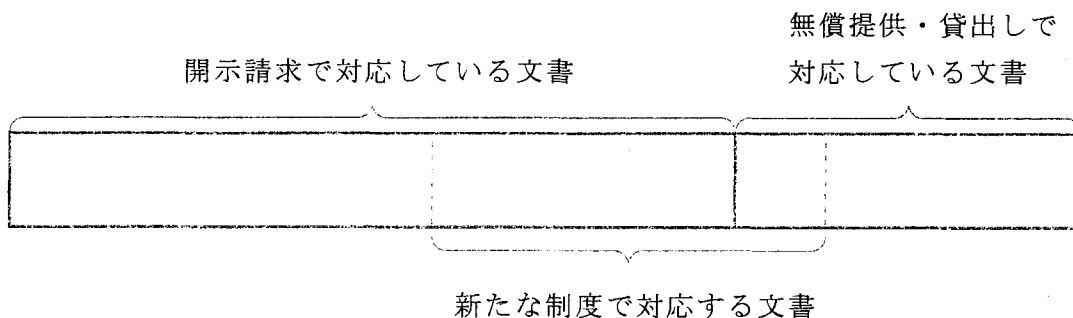 無償提供・貸出しで
対応している文書
開示請求で対応している文書
新たな制度で対応する文書